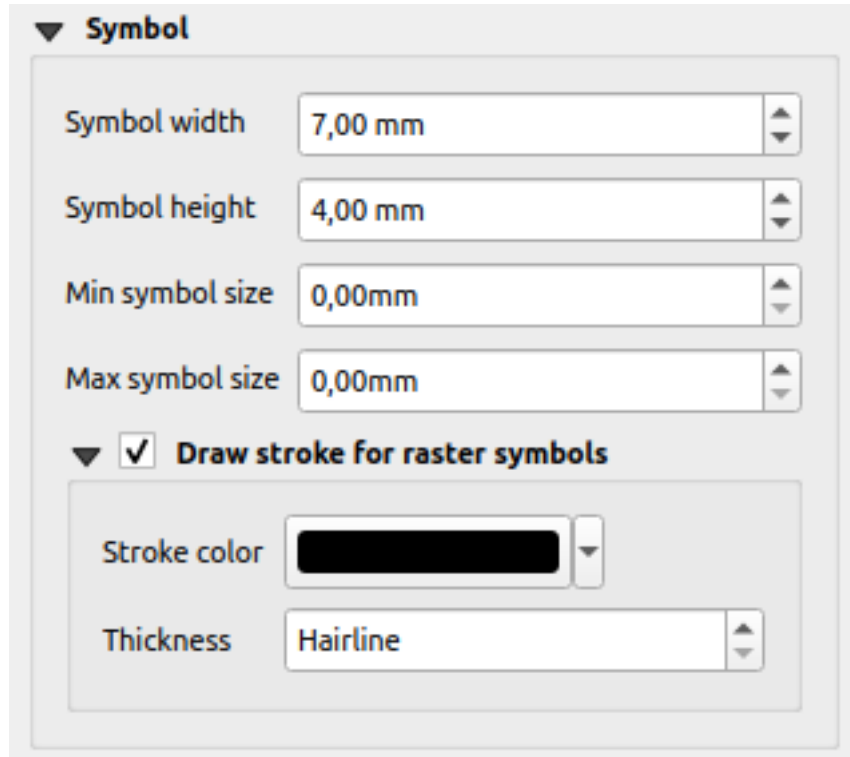 Symbol
Symbol width 7,00 mm
Symbol height 4,00 mm
Min symbol size 0,00mm
Max symbol size 0,00mm
Draw stroke for raster symbols
Stroke color
Thickness Hairline